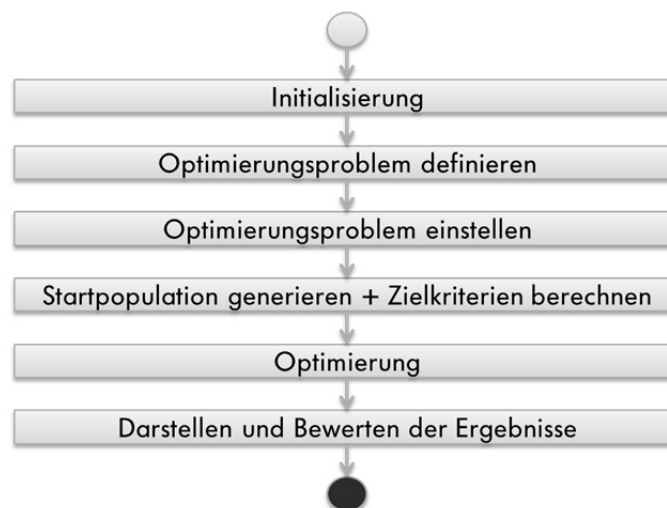 Initialisierung
Optimierungsproblem definieren
Optimierungsproblem einstellen
Startpopulation generieren + Zielkriterien berechnen
Optimierung
Darstellen und Bewerten der Ergebnisse